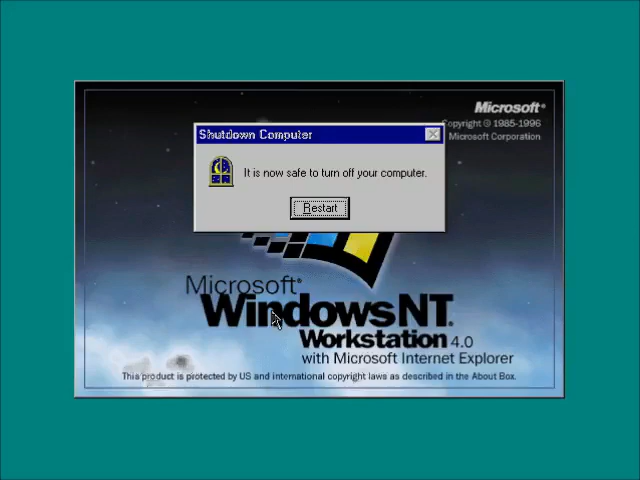 Microsoft®
Copyright © 1985-1996
Microsoft Corporation
Shutdown Computer
It is now safe to turn off your computer.
Restart
Microsoft®
Windows NT®
Workstation 4.0
with Microsoft Internet Explorer
This product is protected by US and international copyright laws as described in the About Box.